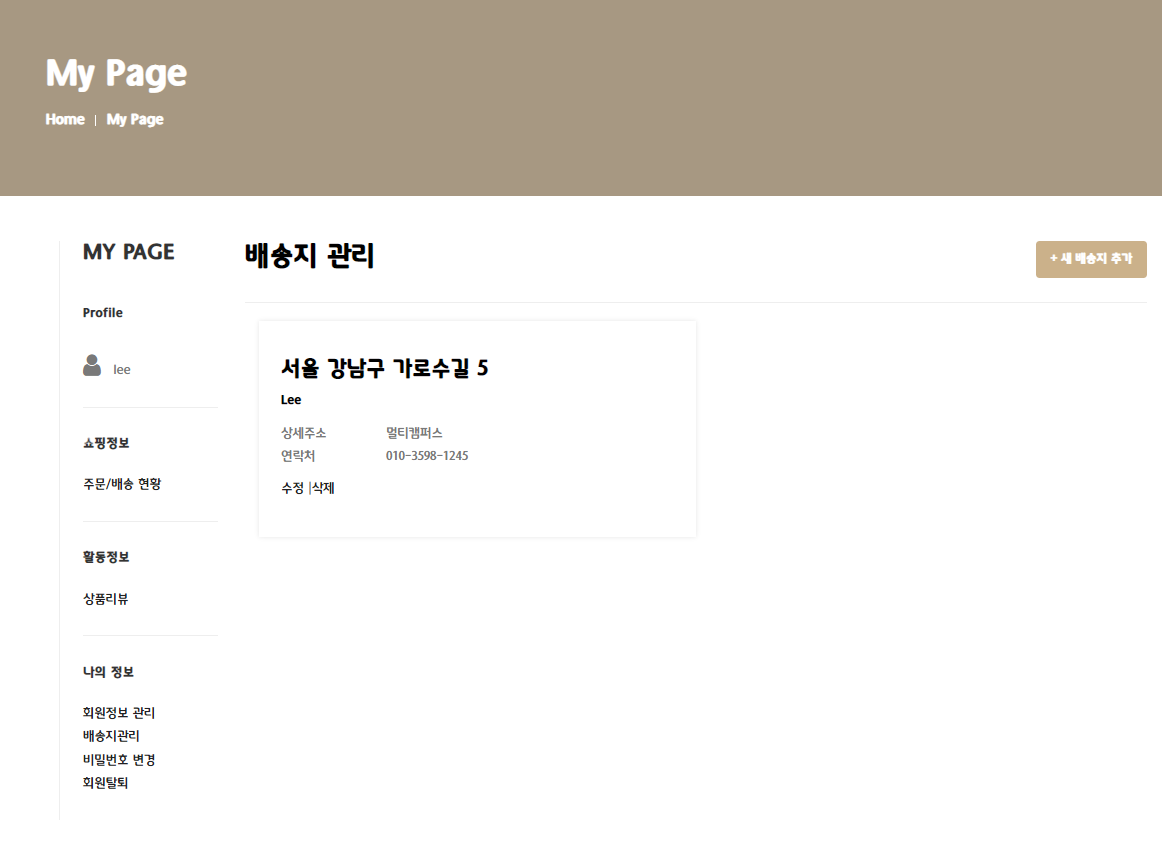 My Page
Home | My Page
MY PAGE
Profile
lee
쇼핑정보
주문/배송 현황
활동정보
상품리뷰
나의 정보
회원정보 관리
배송지관리
비밀번호 변경
회원탈퇴
배송지 관리
+ 새 배송지 추가
서울 강남구 가로수길 5
Lee
상세주소 멀티캠퍼스
연락처 010-3598-1245
수정 |삭제